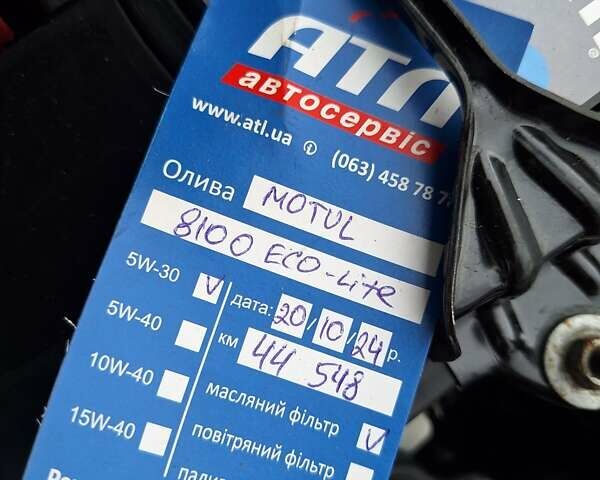 АТЛ
автосервіс
www.atl.ua (063) 458 78 7
Олива MOTUL
8100 ECO-Lite
5W-30 V дата: 20/10/24 р.
5W-40 км 44 548
10W-40 масляний фільтр V
15W-40 повітряний фільтр